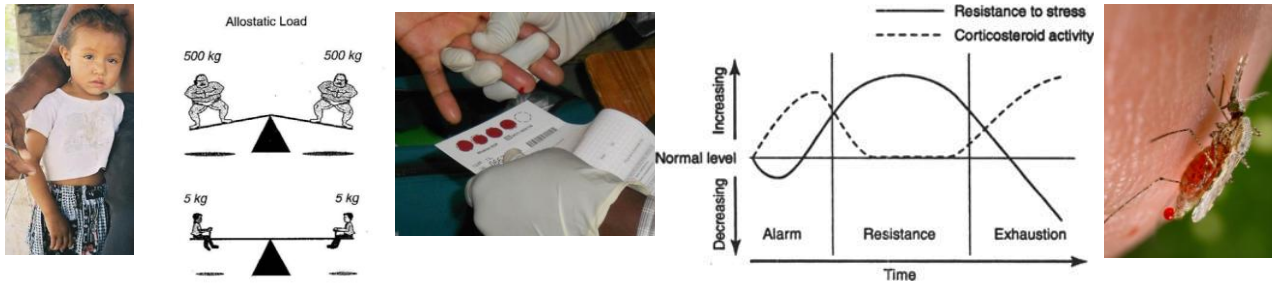 Allostatic Load
500 kg
500 kg
5 kg
5 kg
Resistance to stress
Corticosteroid activity
Increasing
Normal level
Decreasing
Alarm
Resistance
Exhaustion
Time